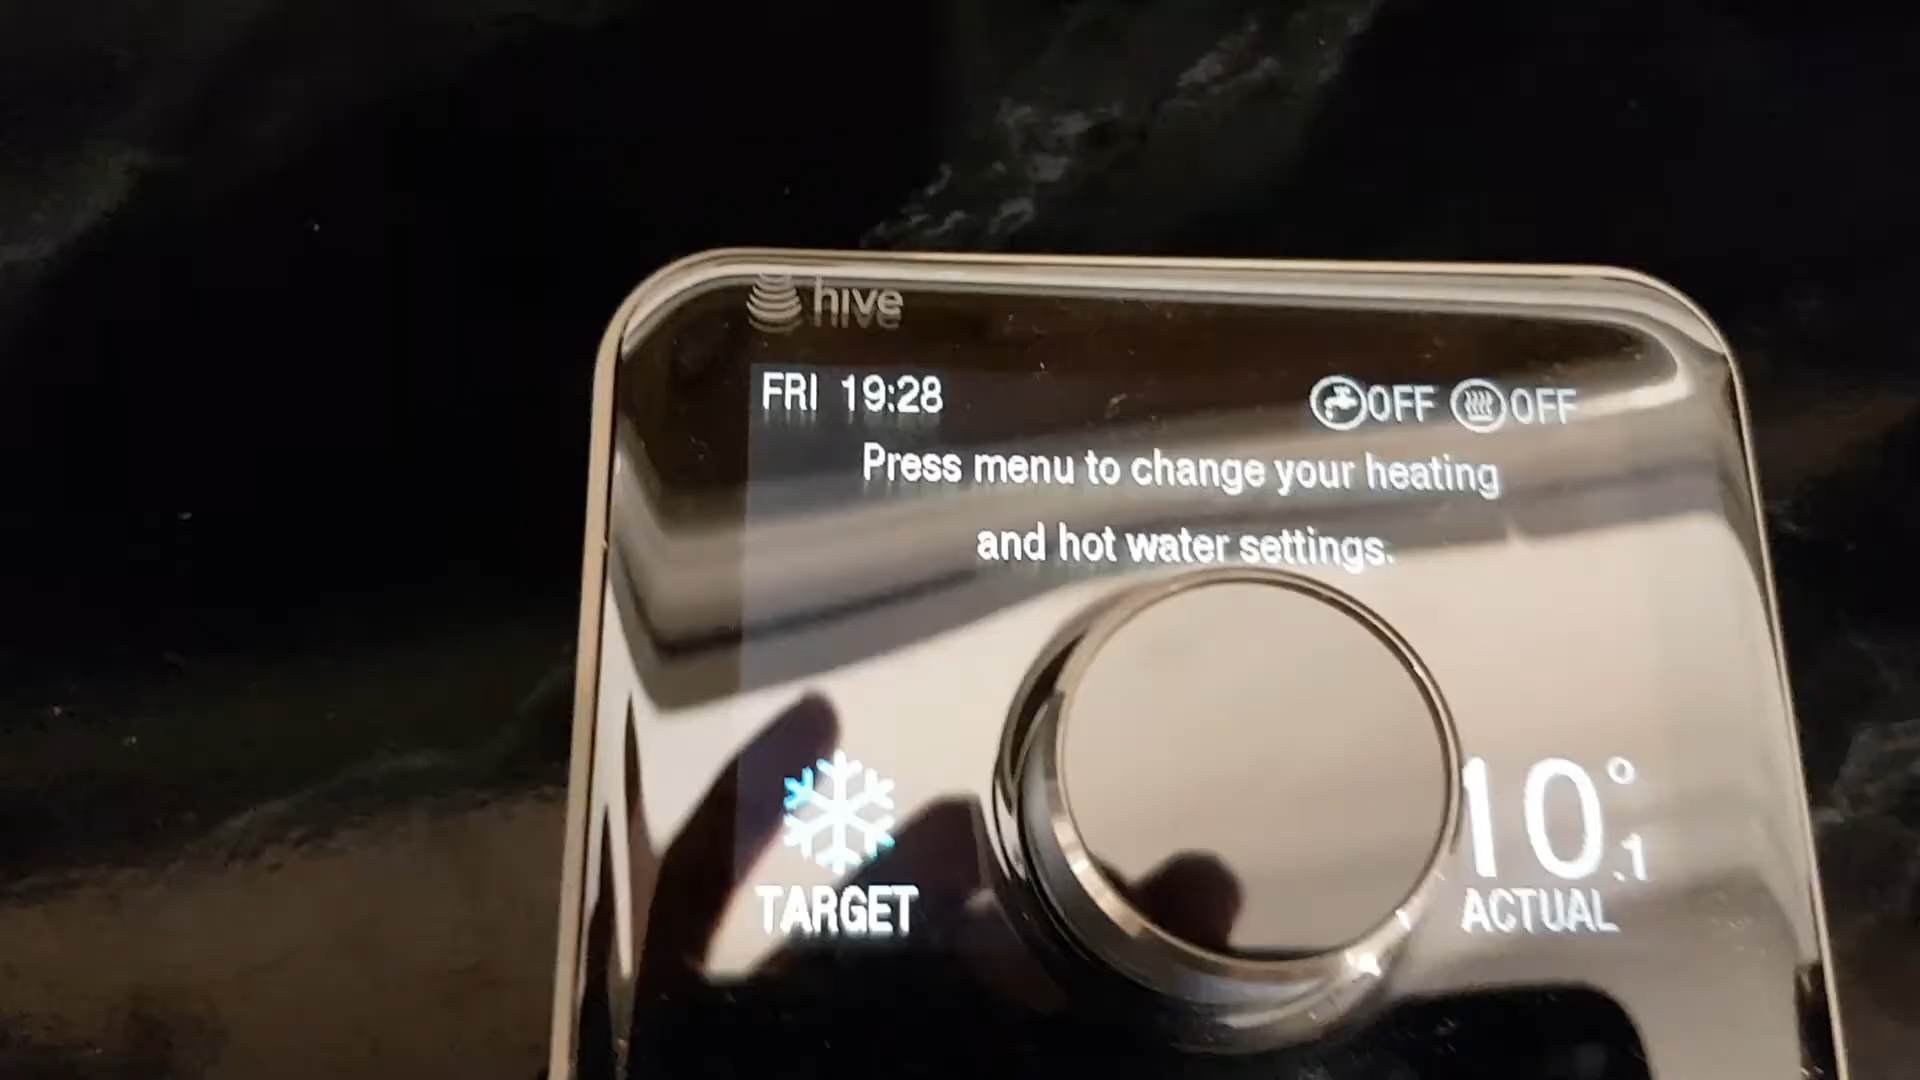 hive
FRI 19:28 OFF OFF
Press menu to change your heating
and hot water settings.
10°.1
TARGET ACTUAL